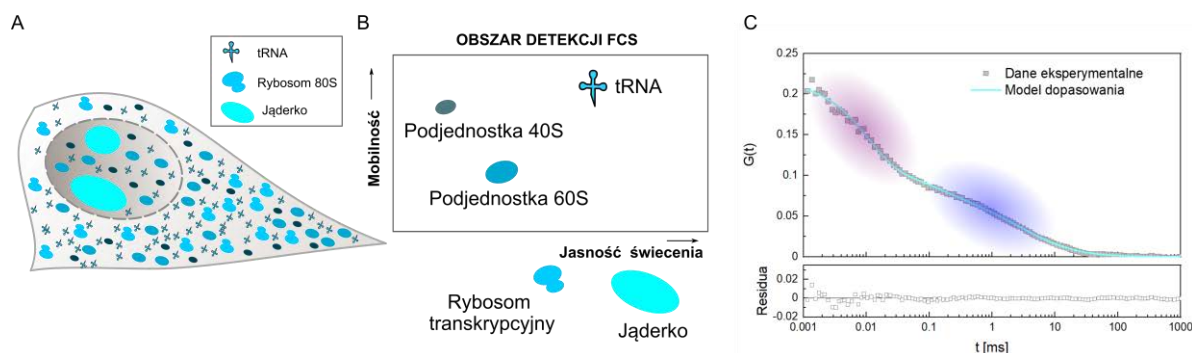 A
tRNA
Rybosom 80S
Jąderko
B
OBSZAR DETEKCJI FCS
Mobilność
tRNA
Podjednostka 40S
Podjednostka 60S
Jasność świecenia
Rybosom
transkrypcyjny
Jąderko
C
Dane eksperymentalne
Model dopasowania
G(t)
0.25
0.2
0.15
0.1
0.05
0
Residua
0.02
0
-0.02
0.001
0.01
0.1
1
10
100
1000
t [ms]